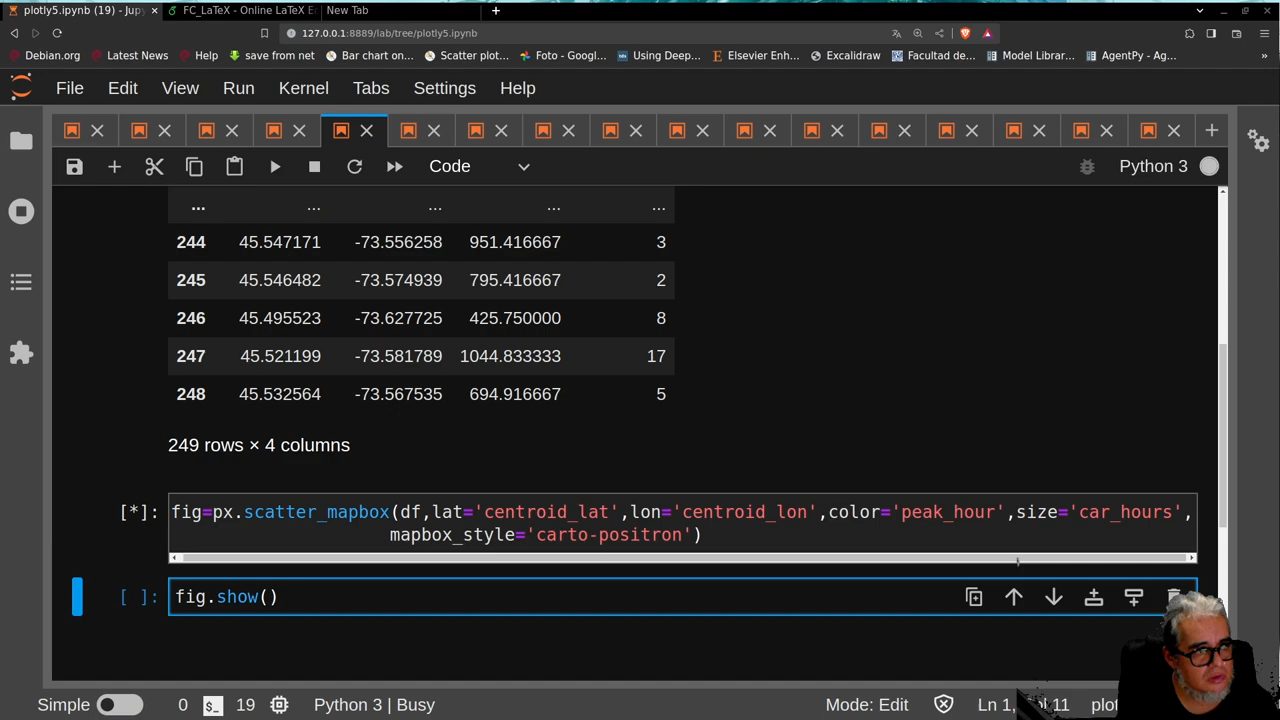 plotly5.ipynb (19) - Jupy
FC_LaTeX - Online LaTeX E
New Tab
127.0.0.1:8889/lab/tree/plotly5.ipynb
Debian.org
Latest News
Help
save from net
Bar chart on...
Scatter plot...
Foto - Googl...
Using Deep...
Elsevier Enh...
Excalidraw
Facultad de...
Model Librar...
AgentPy - Ag...
»
File Edit View Run Kernel Tabs Settings Help
Code
Python 3
... ... ... ... ...
244 45.547171 -73.556258 951.416667 3
245 45.546482 -73.574939 795.416667 2
246 45.495523 -73.627725 425.750000 8
247 45.521199 -73.581789 1044.833333 17
248 45.532564 -73.567535 694.916667 5
249 rows × 4 columns
[*]: fig=px.scatter_mapbox(df,lat='centroid_lat',lon='centroid_lon',color='peak_hour',size='car_hours',
mapbox_style='carto-positron')
[ ]: fig.show()
Simple 0 19 Python 3 | Busy Mode: Edit Ln 1,